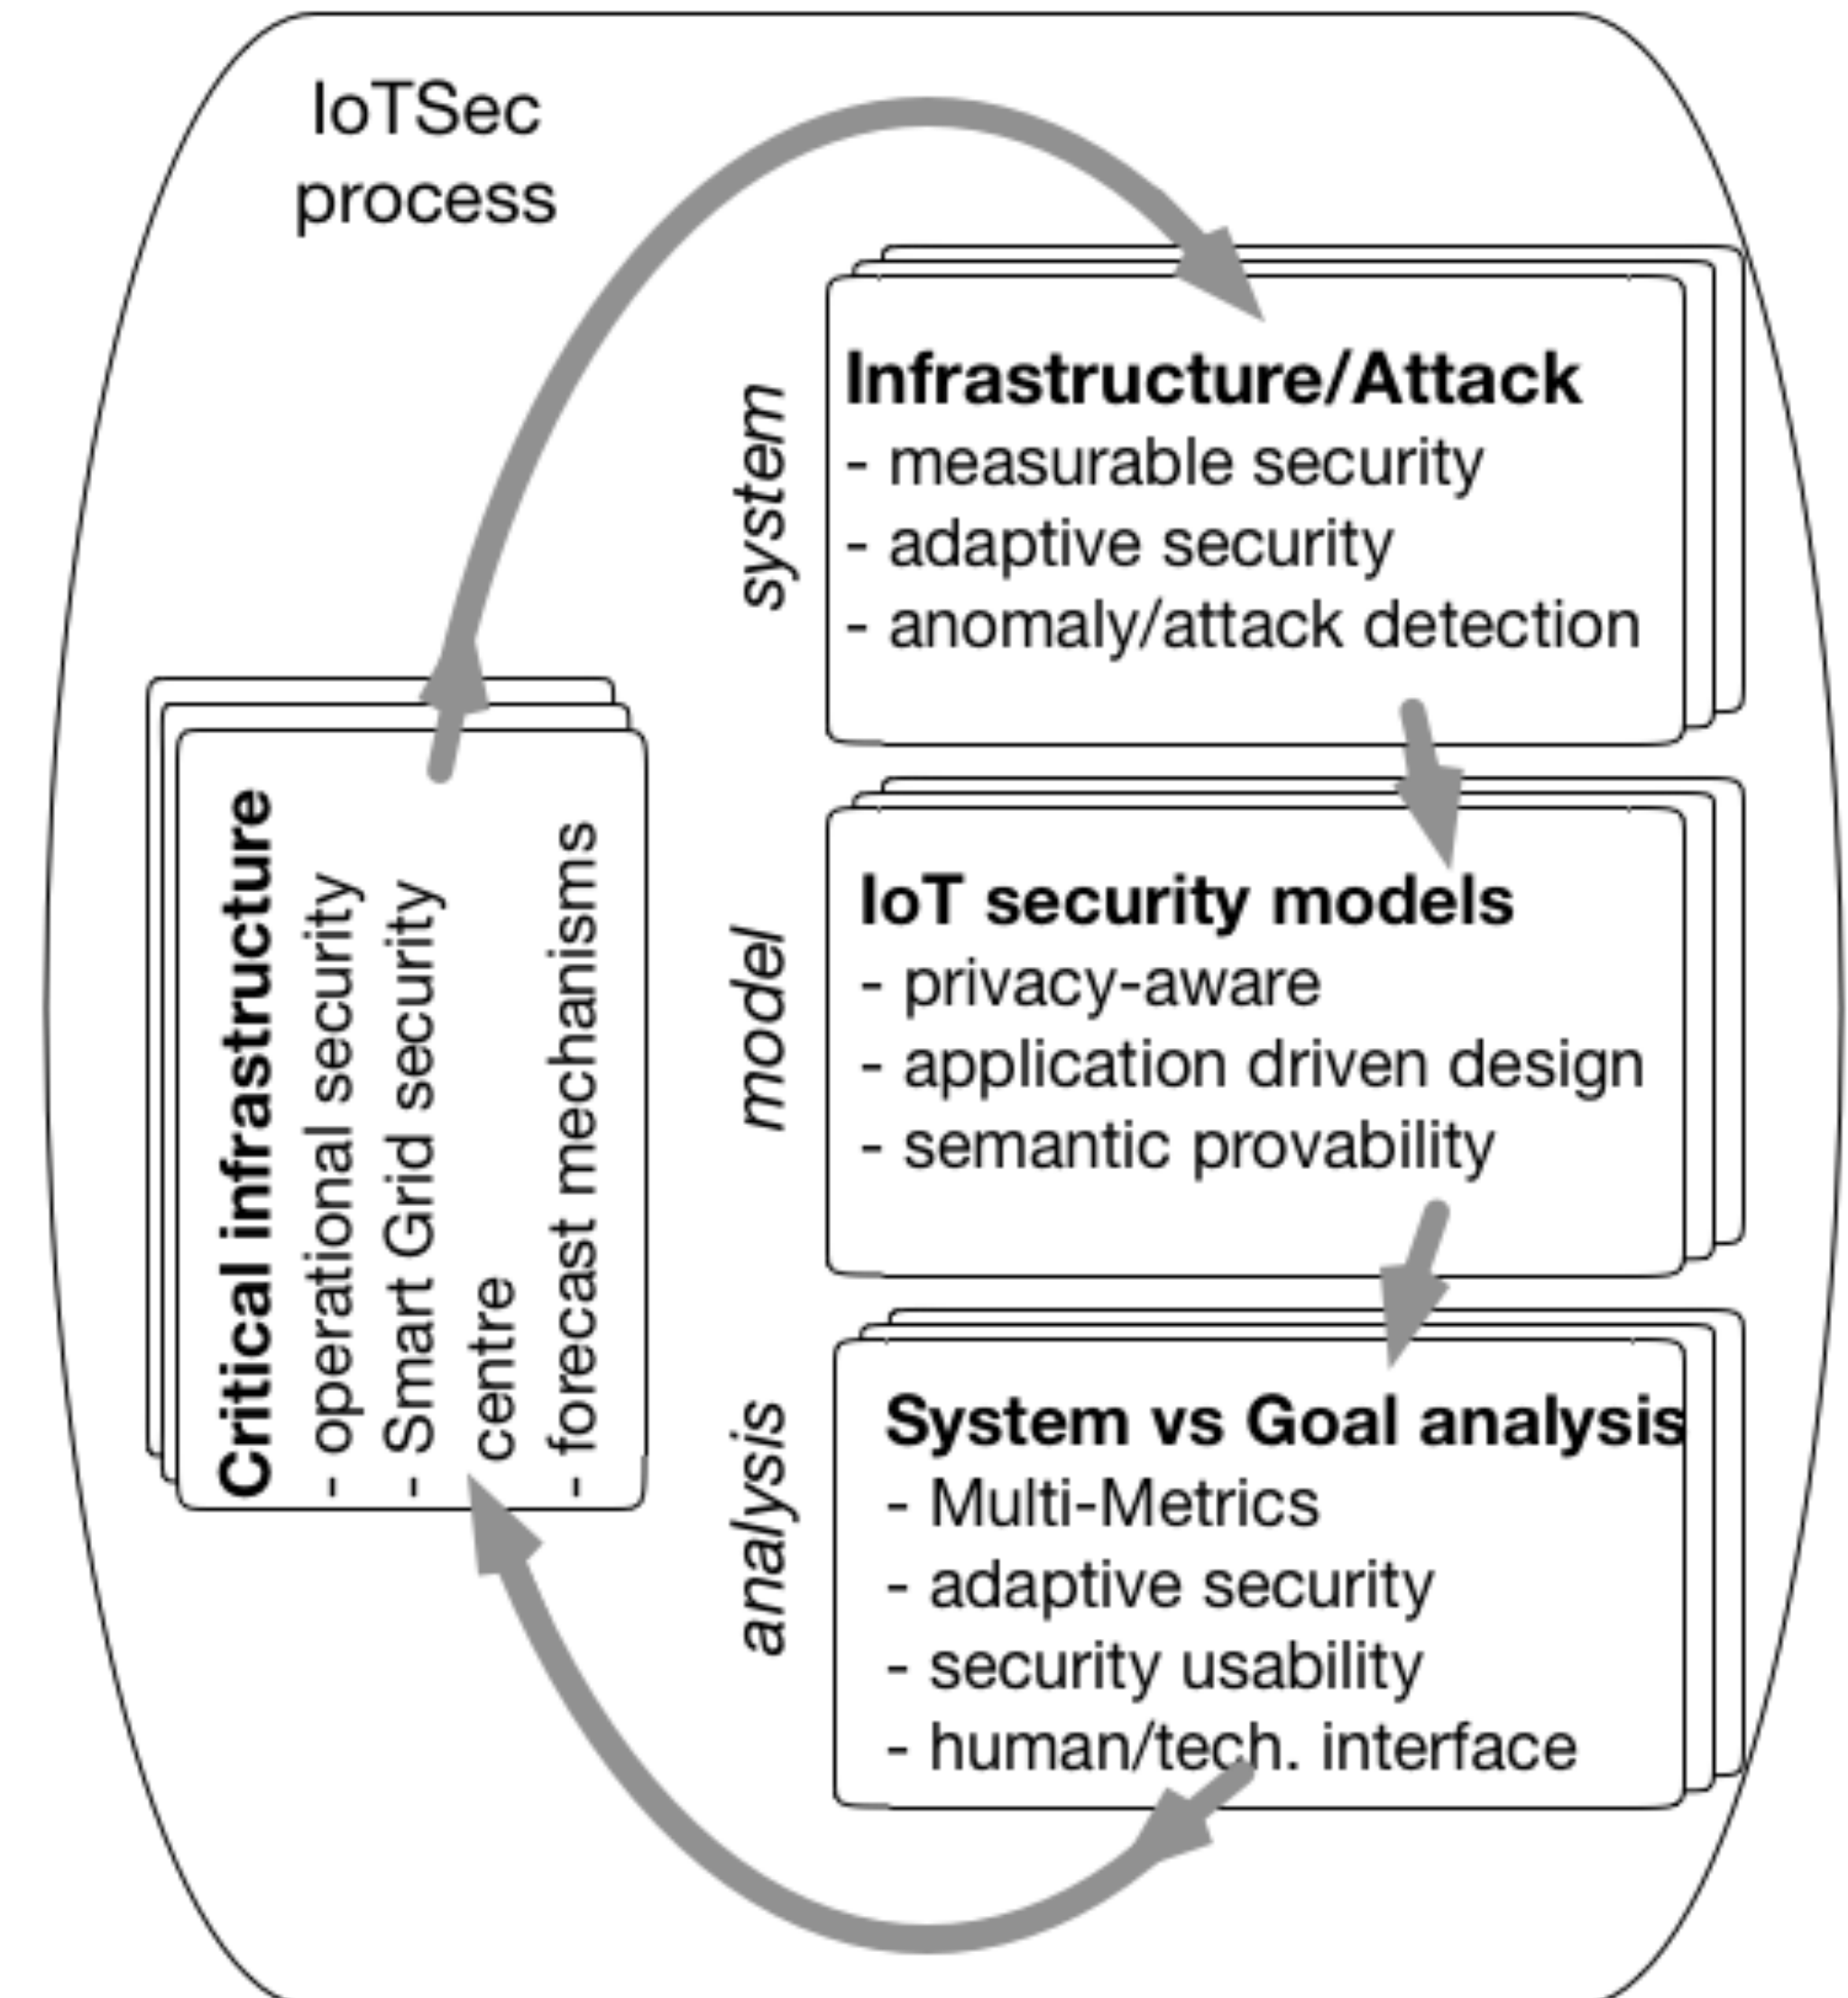 IoTSec
process
system
Infrastructure/Attack
- measurable security
- adaptive security
- anomaly/attack detection
Critical infrastructure
- operational security
- Smart Grid security
centre
- forecast mechanisms
model
IoT security models
- privacy-aware
- application driven design
- semantic provability
analysis
System vs Goal analysis
- Multi-Metrics
- adaptive security
- security usability
- human/tech. interface